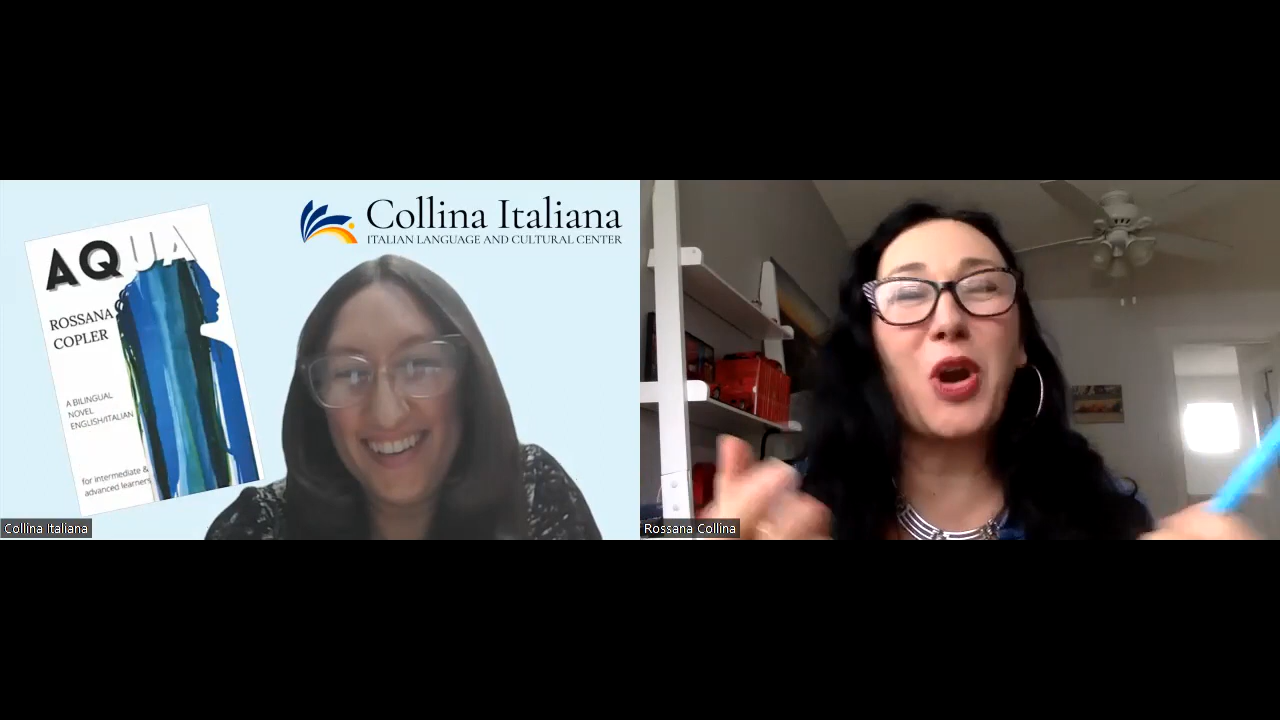 Collina Italiana
ITALIAN LANGUAGE AND CULTURAL CENTER
AQUA
ROSSANA
COPLER
A BILINGUAL
NOVEL
ENGLISH/ITALIAN
for intermediate &
advanced learners
Collina Italiana
Rossana Collina